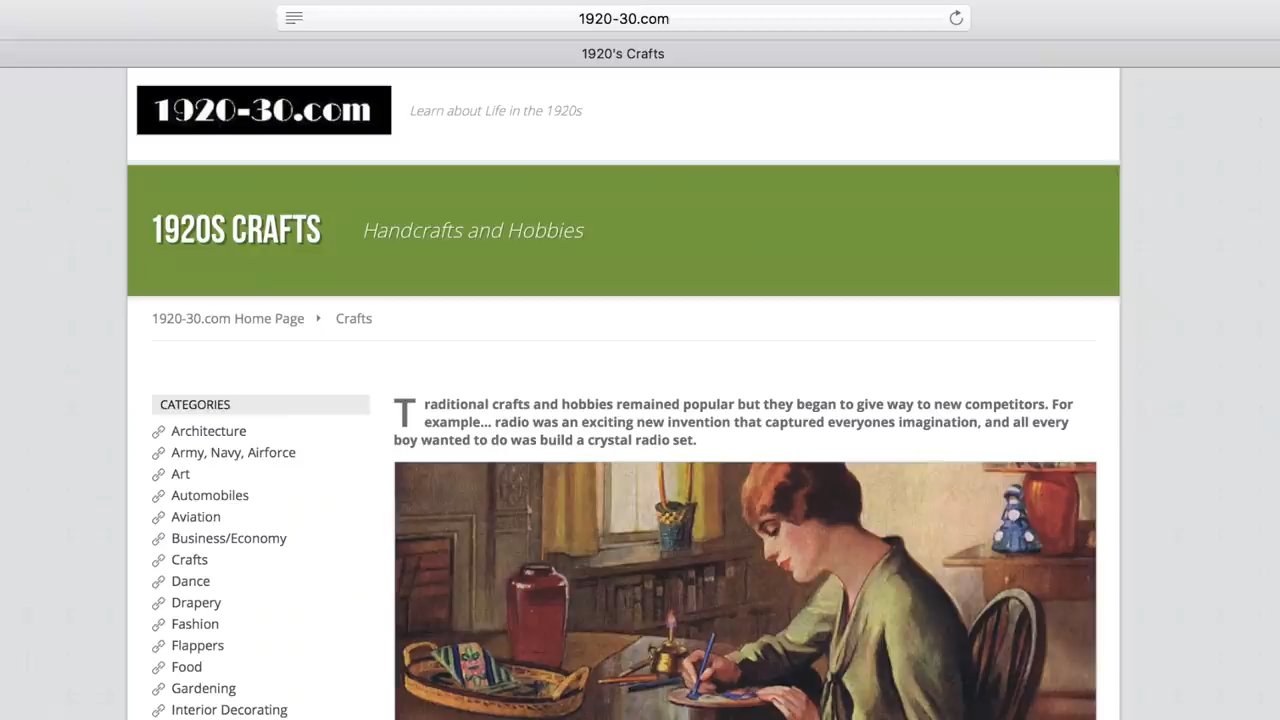 1920-30.com
1920's Crafts
1920-30.com
Learn about Life in the 1920s
1920S CRAFTS
Handcrafts and Hobbies
1920-30.com Home Page
Crafts
CATEGORIES
Architecture
Army, Navy, Airforce
Art
Automobiles
Aviation
Business/Economy
Crafts
Dance
Drapery
Fashion
Flappers
Food
Gardening
Interior Decorating
Traditional crafts and hobbies remained popular but they began to give way to new competitors. For
example... radio was an exciting new invention that captured everyones imagination, and all every
boy wanted to do was build a crystal radio set.